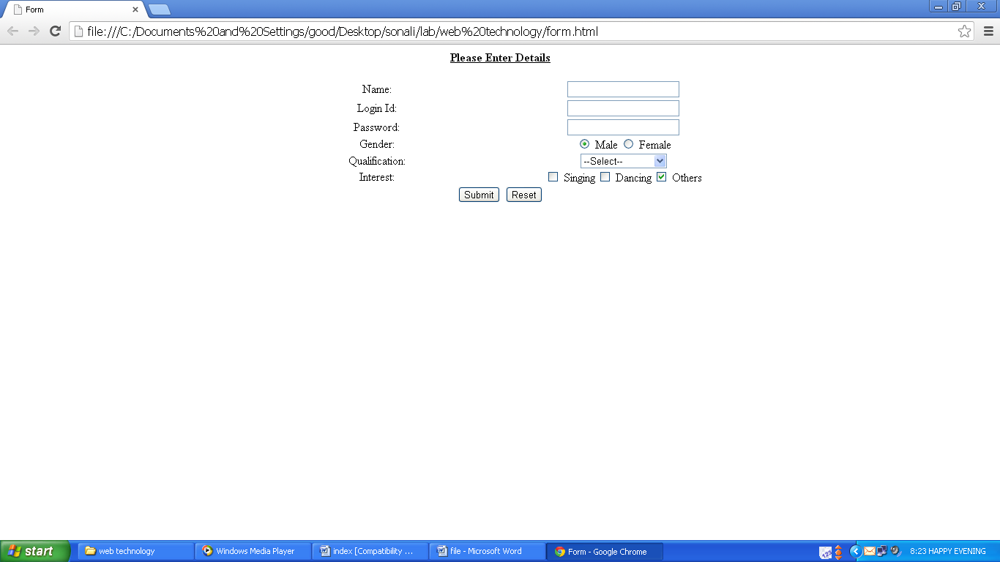 Form
file:///C:/Documents%20and%20Settings/good/Desktop/sonali/lab/web%20technology/form.html
Please Enter Details
Name:
Login Id:
Password:
Gender: Male Female
Qualification: --Select--
Interest: Singing Dancing Others
Submit Reset
start web technology Windows Media Player index [Compatibility ... file - Microsoft Word Form - Google Chrome 8:23 HAPPY EVENING